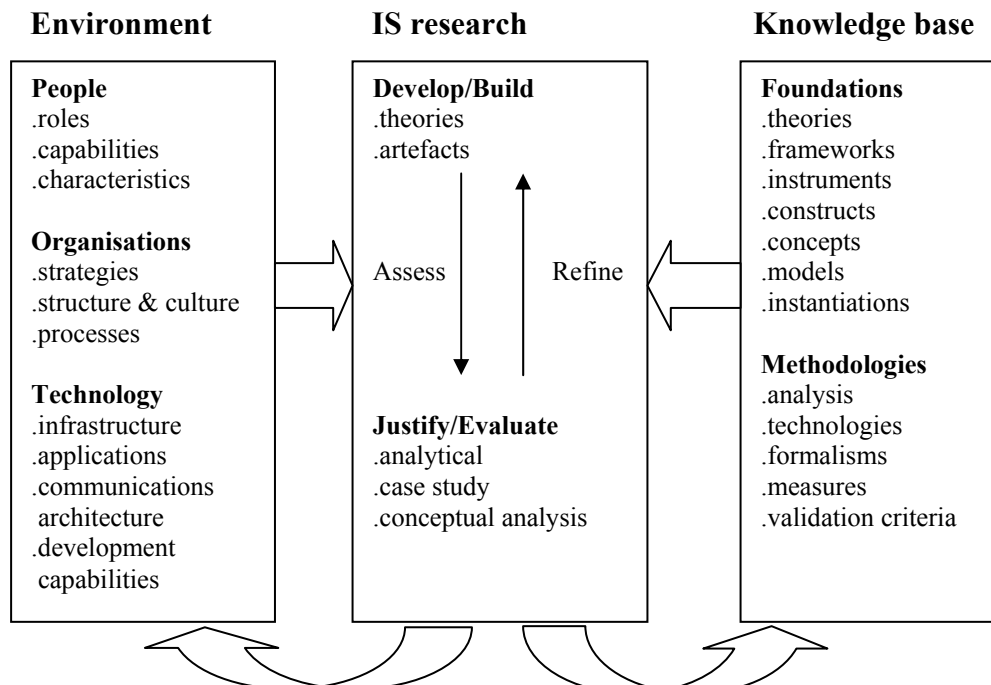 Environment
IS research
Knowledge base
People
.roles
.capabilities
.characteristics
Organisations
.strategies
.structure & culture
.processes
Technology
.infrastructure
.applications
.communications
architecture
.development
capabilities
Develop/Build
.theories
.artefacts
Assess
Refine
Justify/Evaluate
.analytical
.case study
.conceptual analysis
Foundations
.theories
.frameworks
.instruments
.constructs
.concepts
.models
.instantiations
Methodologies
.analysis
.technologies
.formalisms
.measures
.validation criteria